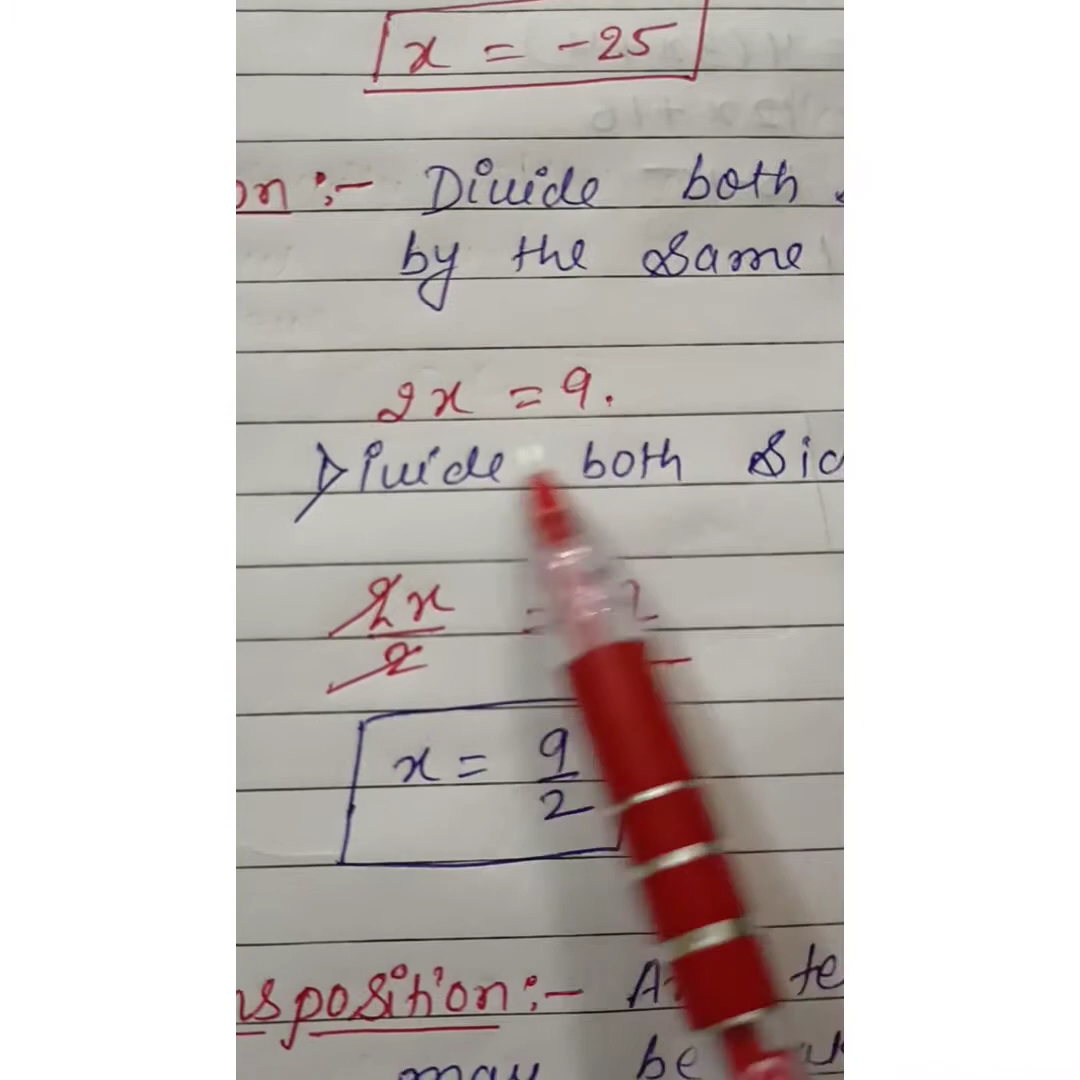 x = -25
on :- Divide both
by the same
2x = 9.
Divide both Sid
2x =
2
x = 9
2
nsposition :- A te
may be